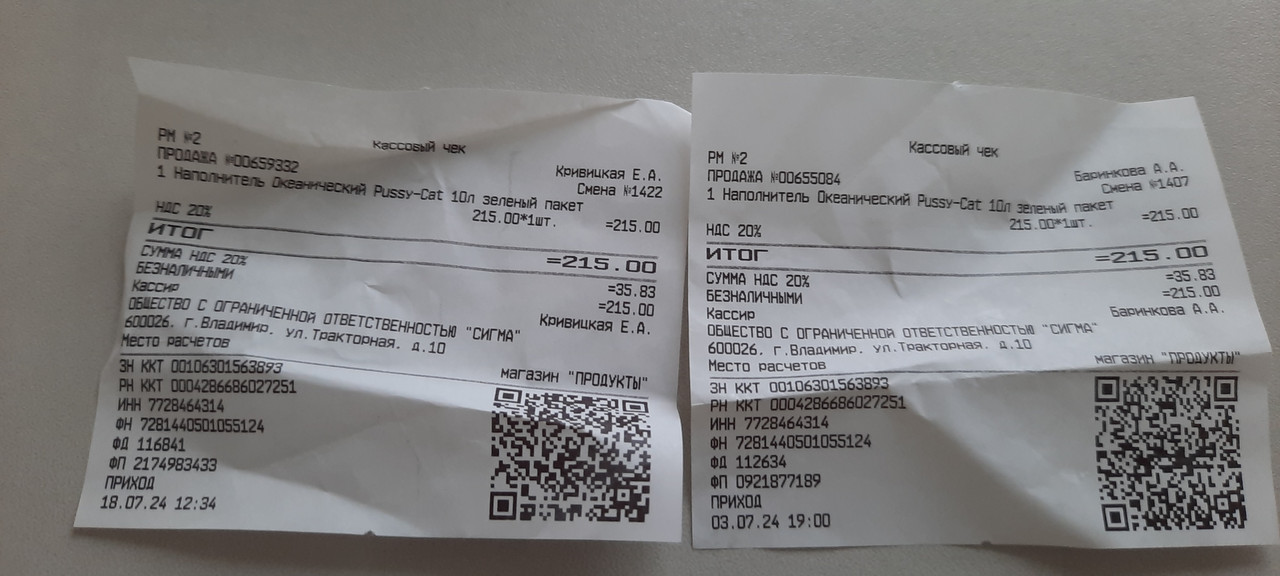 Кассовый чек
РМ №2
ПРОДАЖА №00659332
Кривицкая Е.А.
Смена №1422
1 Наполнитель Океанический Pussy-Cat 10л зеленый пакет
215.00*1шт. =215.00
НДС 20%
ИТОГ =215.00
СУММА НДС 20% =35.83
БЕЗНАЛИЧНЫМИ =215.00
Кассир Кривицкая Е.А.
ОБЩЕСТВО С ОГРАНИЧЕННОЙ ОТВЕТСТВЕННОСТЬЮ "СИГМА"
600026. г.Владимир. ул.Тракторная. д.10
Место расчетов магазин "ПРОДУКТЫ"
ЗН ККТ 00106301563893
РН ККТ 0004286686027251
ИНН 7728464314
ФН 7281440501055124
ФД 116841
ФП 2174983433
ПРИХОД
18.07.24 12:34
Кассовый чек
РМ №2
ПРОДАЖА №00655084
Баринкова А.А.
Смена №1407
1 Наполнитель Океанический Pussy-Cat 10л зеленый пакет
215.00*1шт. =215.00
НДС 20%
ИТОГ =215.00
СУММА НДС 20% =35.83
БЕЗНАЛИЧНЫМИ =215.00
Кассир Баринкова А.А.
ОБЩЕСТВО С ОГРАНИЧЕННОЙ ОТВЕТСТВЕННОСТЬЮ "СИГМА"
600026. г.Владимир. ул.Тракторная. д.10
Место расчетов магазин "ПРОДУКТЫ"
ЗН ККТ 00106301563893
РН ККТ 0004286686027251
ИНН 7728464314
ФН 7281440501055124
ФД 112634
ФП 0921877189
ПРИХОД
03.07.24 19:00